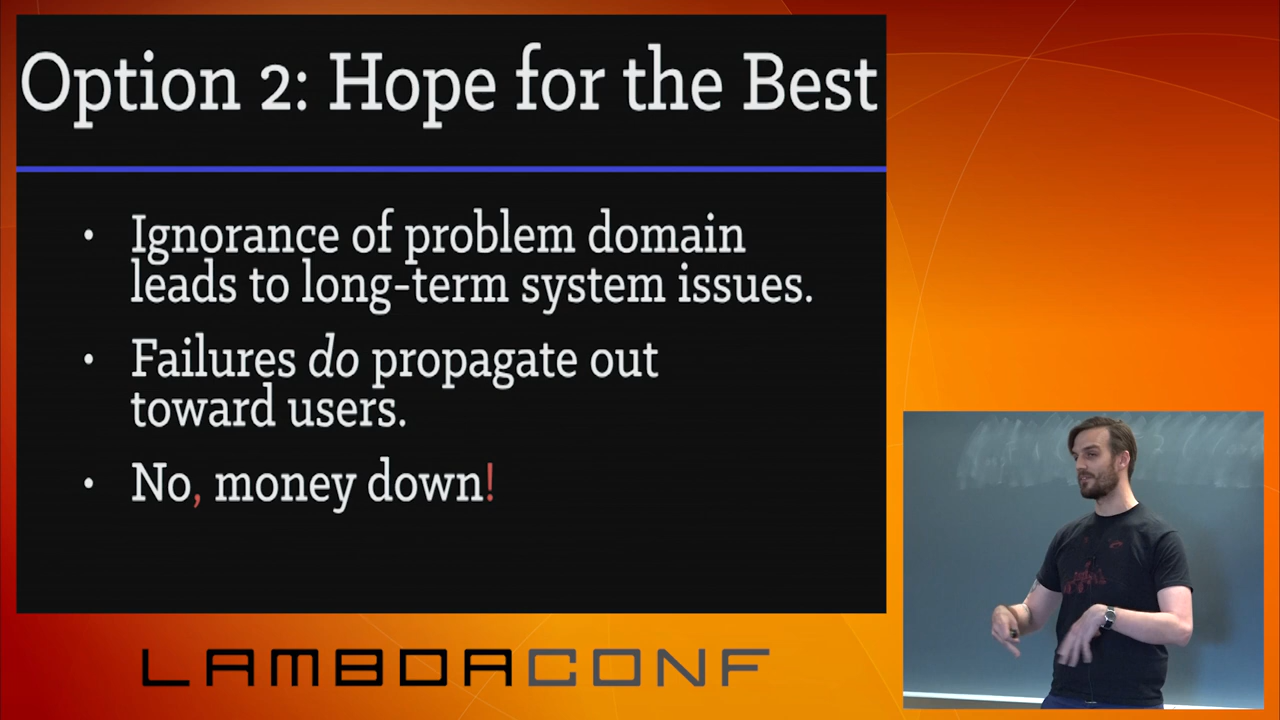 Option 2: Hope for the Best
• Ignorance of problem domain
leads to long-term system issues.
• Failures do propagate out
toward users.
• No, money down!
LAMBDACONF